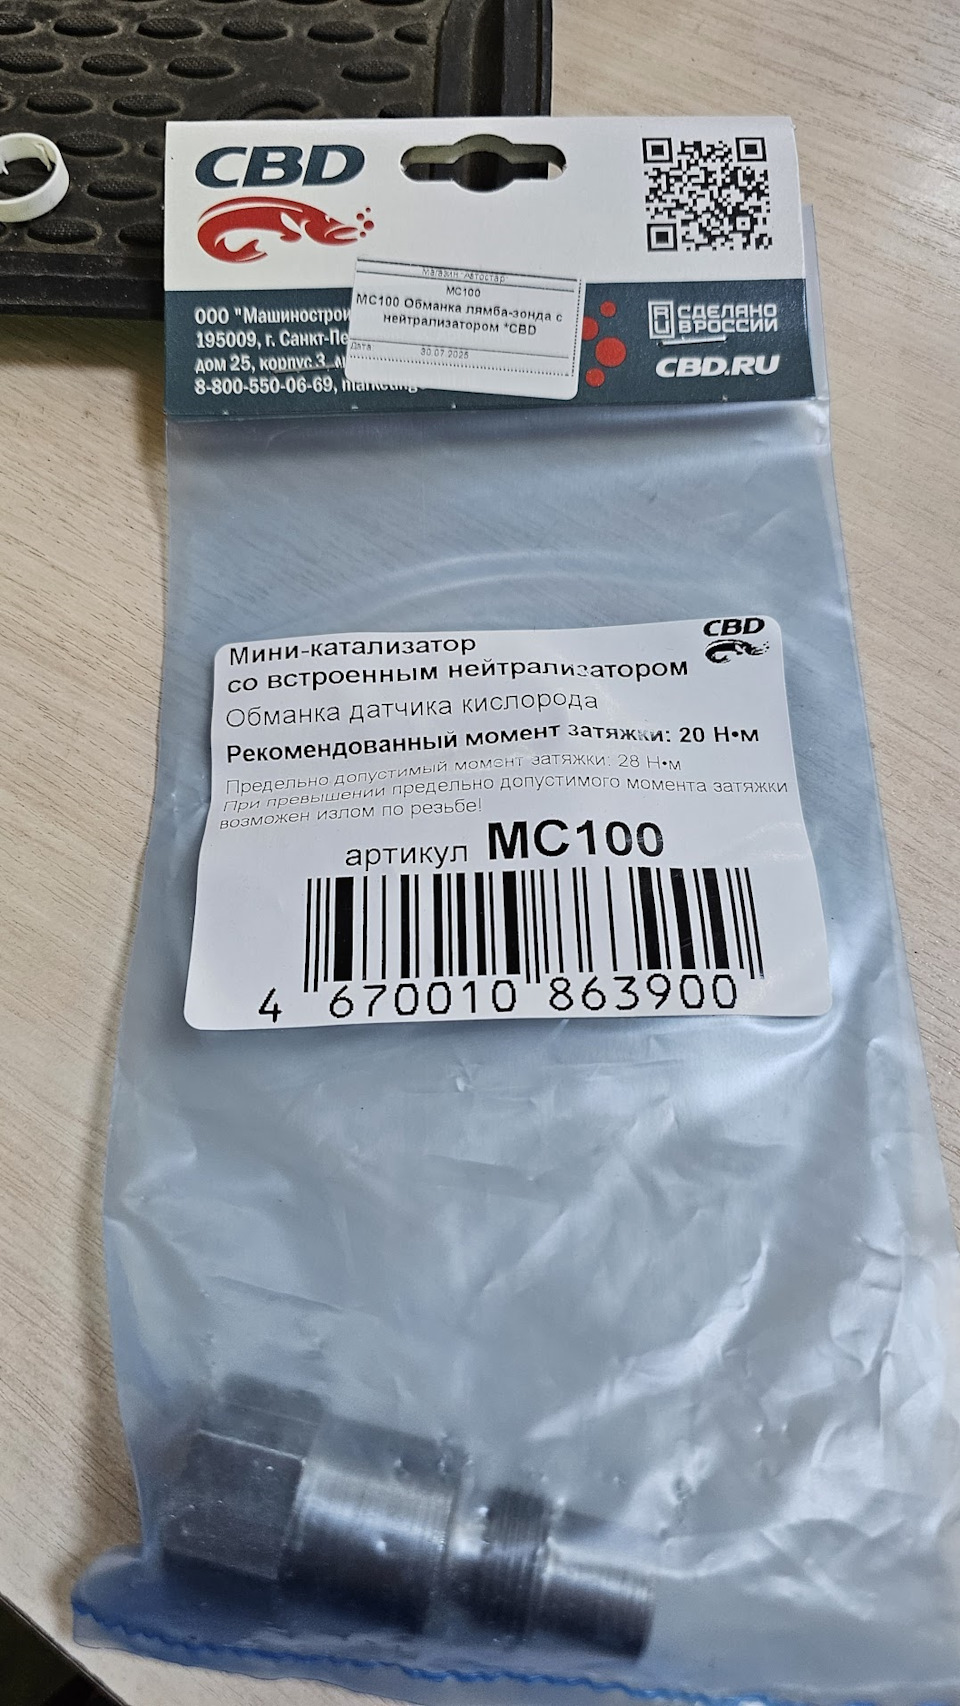 CBD
ООО "Машинострои
195009, г. Санкт-Пе
дом 25, корпус 3,
8-800-550-06-69,
Магазин "Автостар"
MC100
MC100 Обманка лямба-зонда с
нейтрализатором *CBD
Дата
30.07.2025
СДЕЛАНО
В РОССИИ
CBD.RU
CBD
Мини-катализатор
со встроенным нейтрализатором
Обманка датчика кислорода
Рекомендованный момент затяжки: 20 Н•м
Предельно допустимый момент затяжки: 28 Н•м
При превышении предельно допустимого момента затяжки
возможен излом по резьбе!
артикул MC100
4 670010 863900